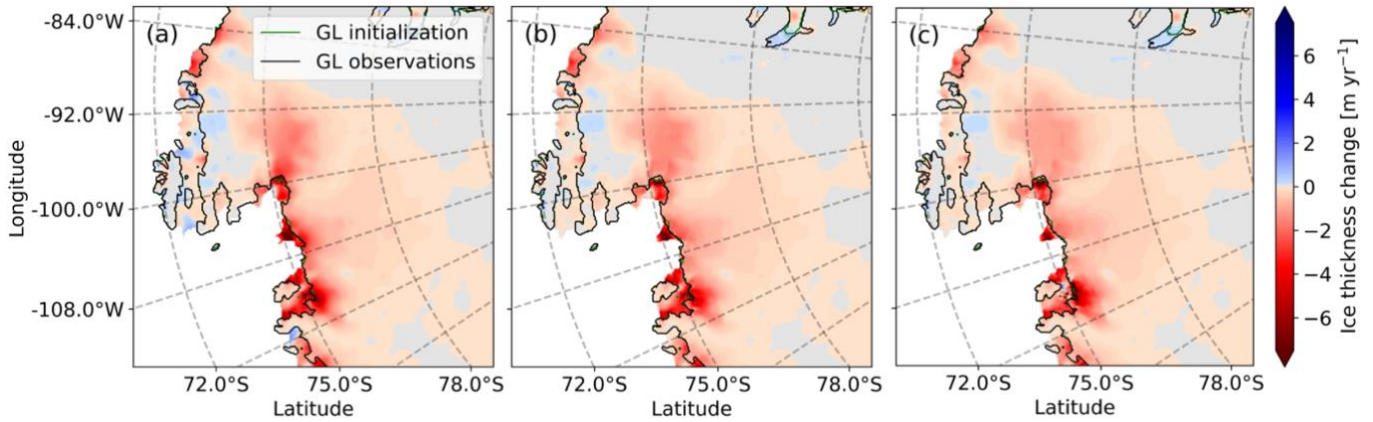 (a)
GL initialization
GL observations
(b)
(c)
-84.0°W
-92.0°W
-100.0°W
-108.0°W
Longitude
72.0°S 75.0°S 78.0°S
Latitude
72.0°S 75.0°S 78.0°S
Latitude
72.0°S 75.0°S 78.0°S
Latitude
6
4
2
0
−2
−4
−6
Ice thickness change [m yr⁻¹]